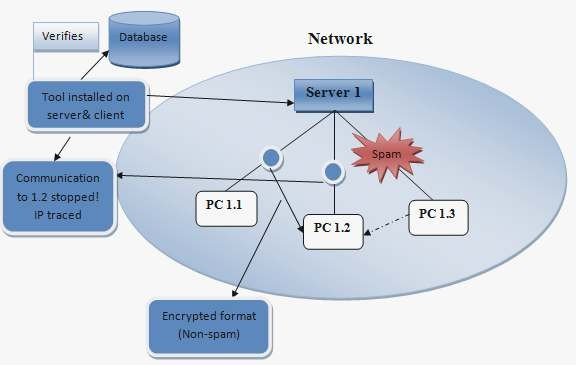 Network
Verifies
Database
Tool installed on
server& client
Server 1
Spam
Communication
to 1.2 stopped!
IP traced
PC 1.1
PC 1.2
PC 1.3
Encrypted format
(Non-spam)